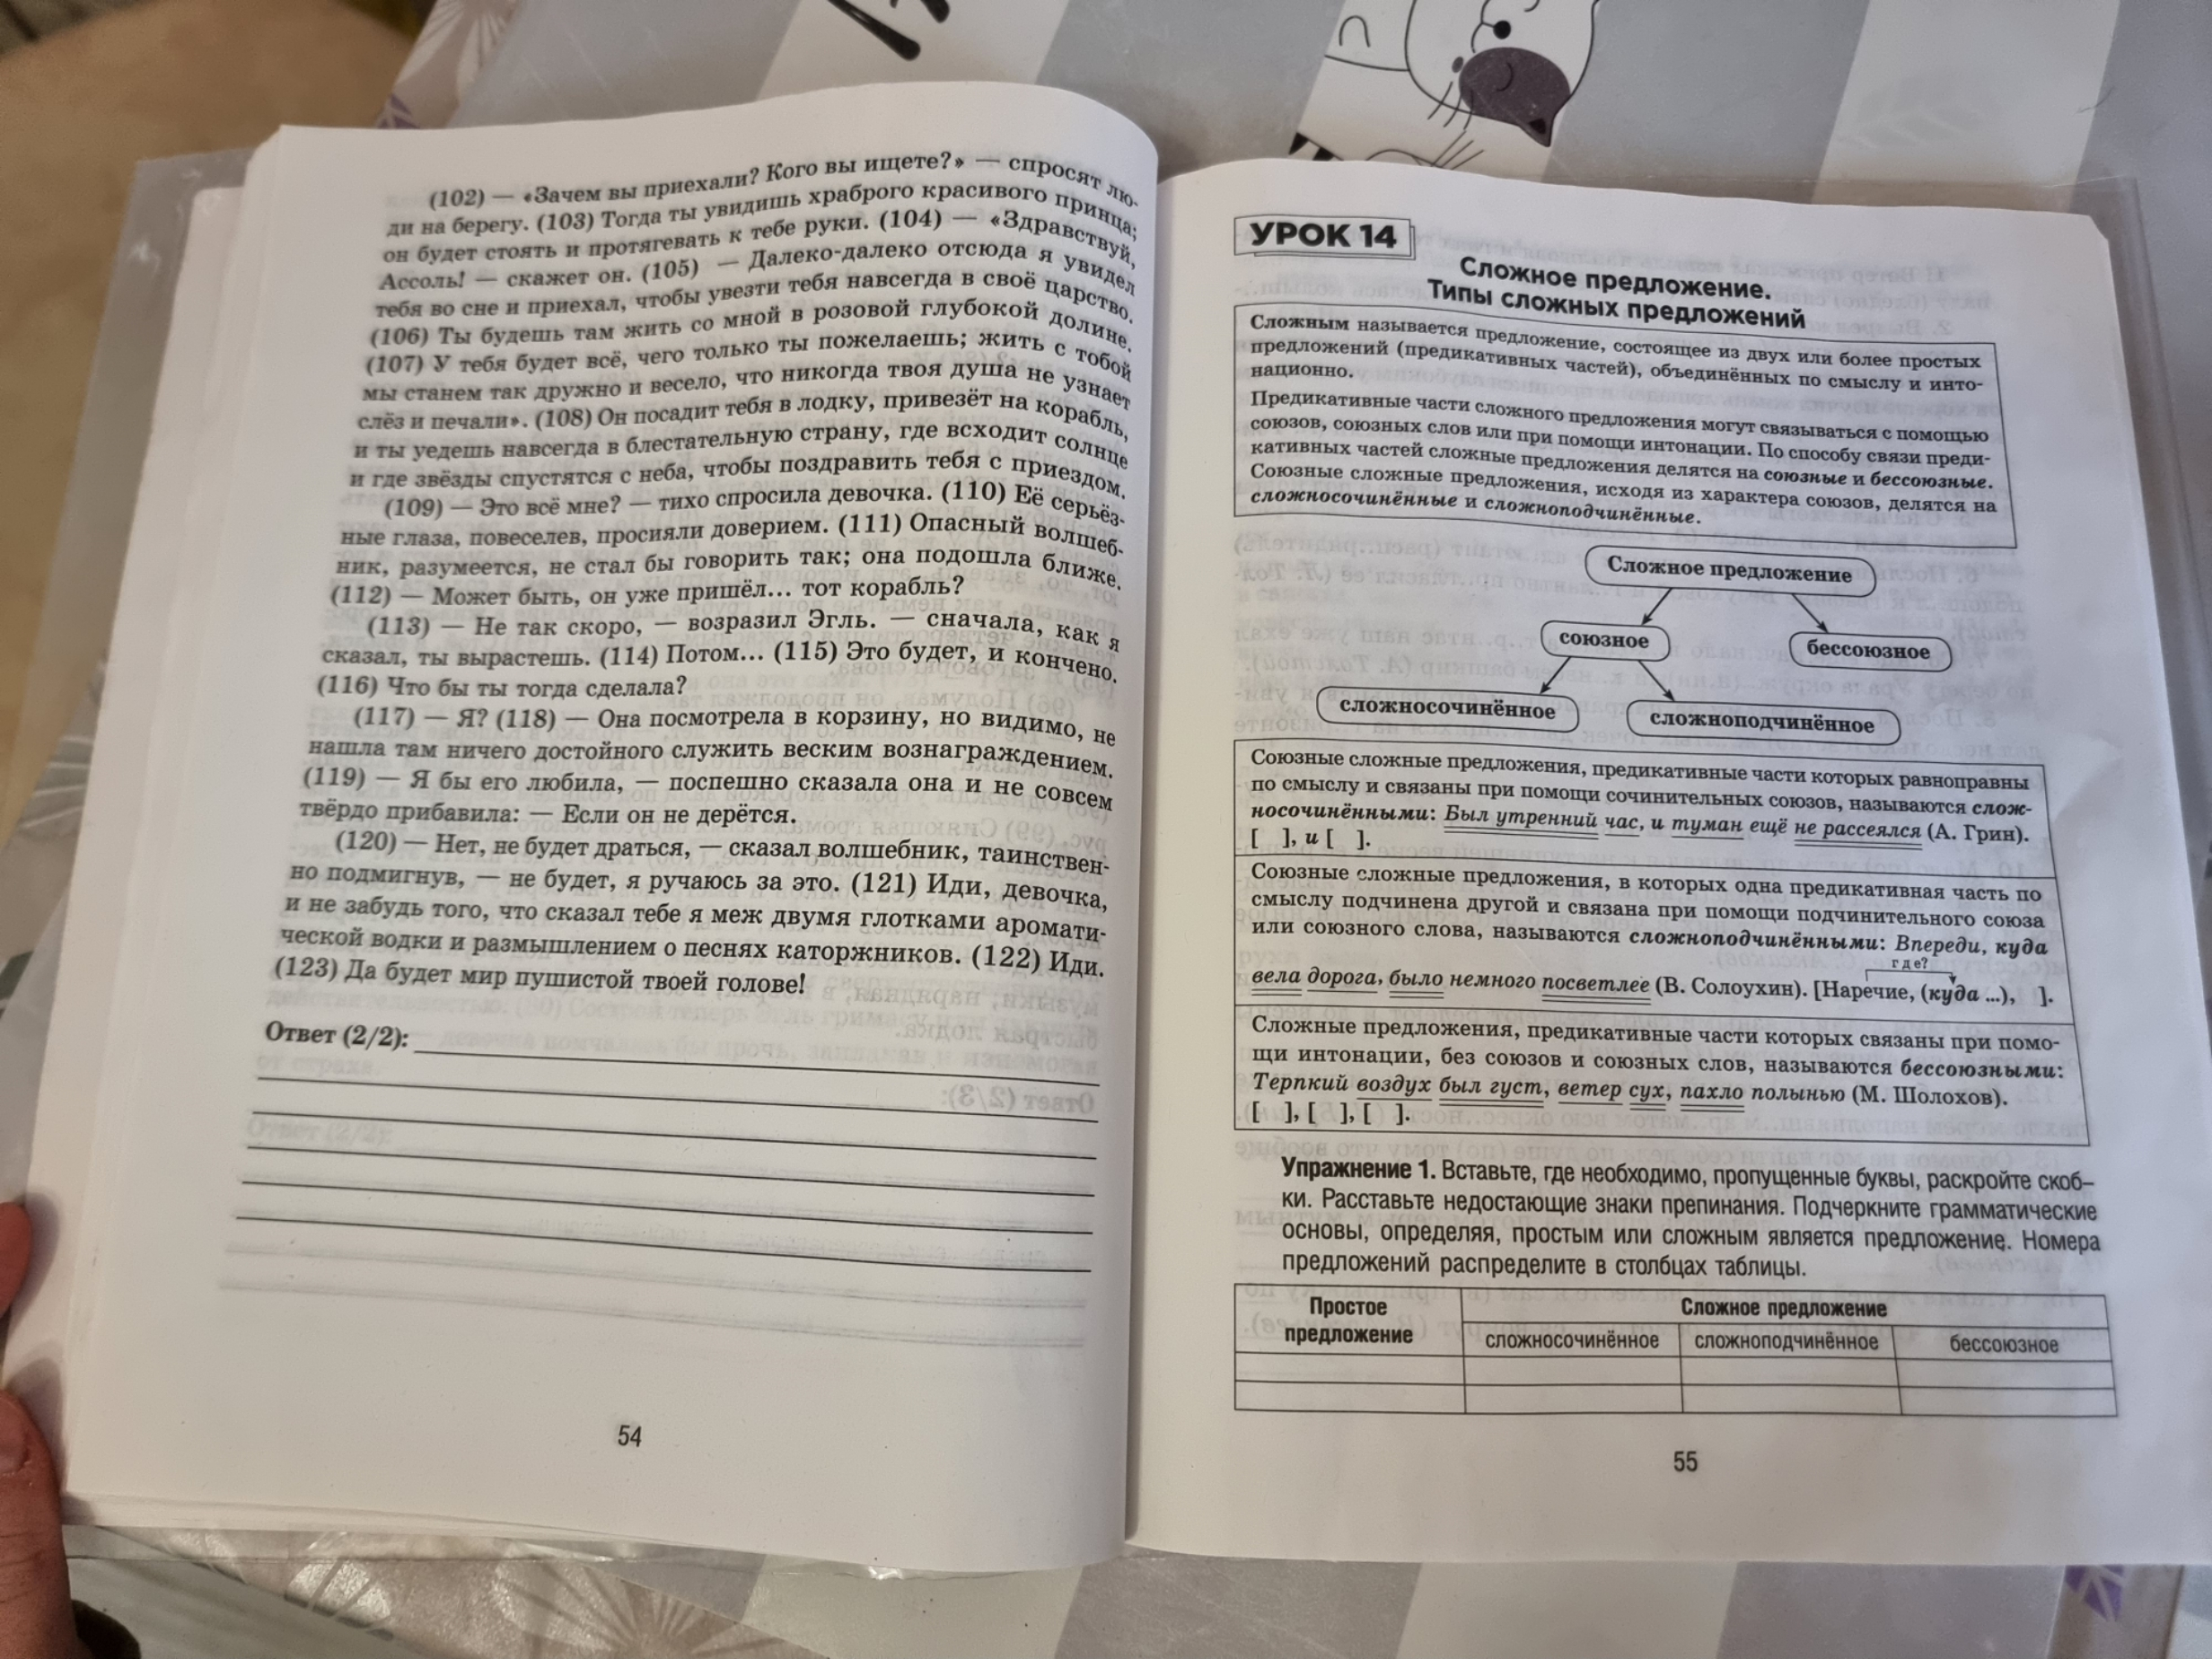 (102) — «Зачем вы приехали? Кого вы ищете?» — спросят лю-
ди на берегу. (103) Тогда ты увидишь храброго красивого принца;
он будет стоять и протягевать к тебе руки. (104) — «Здравствуй,
Ассоль! — скажет он. (105) — Далеко-далеко отсюда я увидел
тебя во сне и приехал, чтобы увезти тебя навсегда в своё царство.
(106) Ты будешь там жить со мной в розовой глубокой долине.
(107) У тебя будет всё, чего только ты пожелаешь; жить с тобой
мы станем так дружно и весело, что никогда твоя душа не узнает
слёз и печали». (108) Он посадит тебя в лодку, привезёт на корабль,
и ты уедешь навсегда в блестательную страну, где всходит солнце
и где звёзды спустятся с неба, чтобы поздравить тебя с приездом.
(109) — Это всё мне? — тихо спросила девочка. (110) Её серьёз-
ные глаза, повеселев, просияли доверием. (111) Опасный волшеб-
ник, разумеется, не стал бы говорить так; она подошла ближе.
(112) — Может быть, он уже пришёл... тот корабль?
(113) — Не так скоро, — возразил Эгль. — сначала, как я
сказал, ты вырастешь. (114) Потом... (115) Это будет, и кончено.
(116) Что бы ты тогда сделала?
(117) — Я? (118) — Она посмотрела в корзину, но видимо, не
нашла там ничего достойного служить веским вознаграждением.
(119) — Я бы его любила, — поспешно сказала она и не совсем
твёрдо прибавила: — Если он не дерётся.
(120) — Нет, не будет драться, — сказал волшебник, таинствен-
но подмигнув, — не будет, я ручаюсь за это. (121) Иди, девочка,
и не забудь того, что сказал тебе я меж двумя глотками аромати-
ческой водки и размышлением о песнях каторжников. (122) Иди.
(123) Да будет мир пушистой твоей голове!
Ответ (2/2):
54
УРОК 14
Сложное предложение.
Типы сложных предложений
Сложным называется предложение, состоящее из двух или более простых
предложений (предикативных частей), объединённых по смыслу и инто-
национно.
Предикативные части сложного предложения могут связываться с помощью
союзов, союзных слов или при помощи интонации. По способу связи преди-
кативных частей сложные предложения делятся на союзные и бессоюзные.
Союзные сложные предложения, исходя из характера союзов, делятся на
сложносочинённые и сложноподчинённые.
Сложное предложение
союзное
бессоюзное
сложносочинённое
сложноподчинённое
Союзные сложные предложения, предикативные части которых равноправны
по смыслу и связаны при помощи сочинительных союзов, называются слож-
носочинёнными: Был утренний час, и туман ещё не рассеялся (А. Грин).
[ ], и [ ].
Союзные сложные предложения, в которых одна предикативная часть по
смыслу подчинена другой и связана при помощи подчинительного союза
или союзного слова, называются сложноподчинёнными: Впереди, куда
где?
вела дорога, было немного посветлее (В. Солоухин). [Наречие, (куда ...), ].
Сложные предложения, предикативные части которых связаны при помо-
щи интонации, без союзов и союзных слов, называются бессоюзными:
Терпкий воздух был густ, ветер сух, пахло полынью (М. Шолохов).
[ ], [ ], [ ].
Упражнение 1. Вставьте, где необходимо, пропущенные буквы, раскройте скоб-
ки. Расставьте недостающие знаки препинания. Подчеркните грамматические
основы, определяя, простым или сложным является предложение. Номера
предложений распределите в столбцах таблицы.
Простое
предложение
Сложное предложение
сложносочинённое
сложноподчинённое
бессоюзное
55